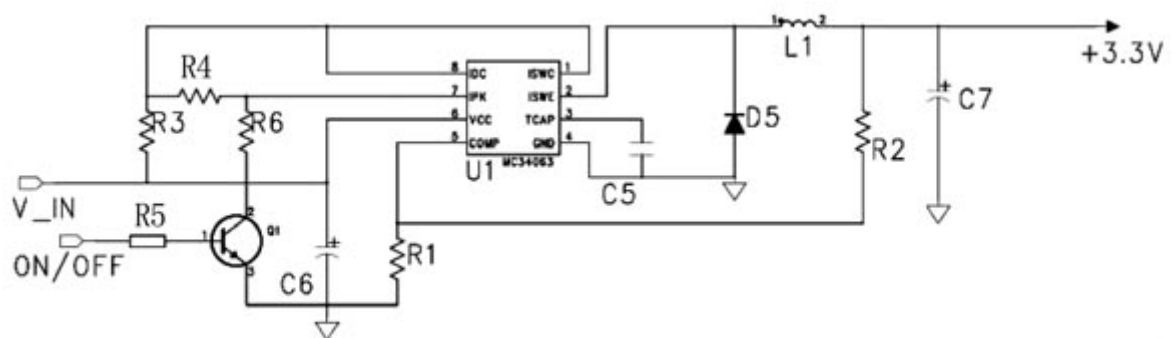 1 2
L1
+3.3V
R4
8 IDC ISWC 1
7 IPK ISWE 2
6 VCC TCAP 3
5 COMP GND 4
U1 MC34063
R3
R6
D5
C7
R2
C5
V_IN
R5
2
1
Q1
3
ON/OFF
C6
+
R1
+